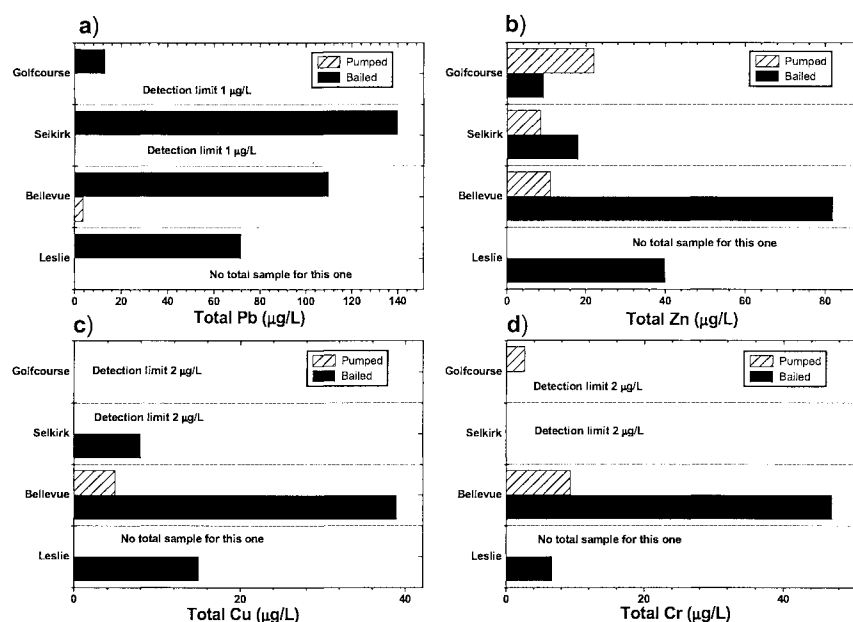 a)
Pumped
Bailed
Golfcourse
Detection limit 1 μg/L
Selkirk
Detection limit 1 μg/L
Bellevue
Leslie
No total sample for this one
0 20 40 60 80 100 120 140
Total Pb (μg/L)
b)
Pumped
Bailed
Golfcourse
Selkirk
Bellevue
No total sample for this one
Leslie
0 20 40 60 80
Total Zn (μg/L)
c)
Pumped
Bailed
Golfcourse
Detection limit 2 μg/L
Detection limit 2 μg/L
Selkirk
Bellevue
No total sample for this one
Leslie
0 20 40
Total Cu (μg/L)
d)
Pumped
Bailed
Golfcourse
Detection limit 2 μg/L
Selkirk
Detection limit 2 μg/L
Bellevue
No total sample for this one
Leslie
0 20 40
Total Cr (μg/L)